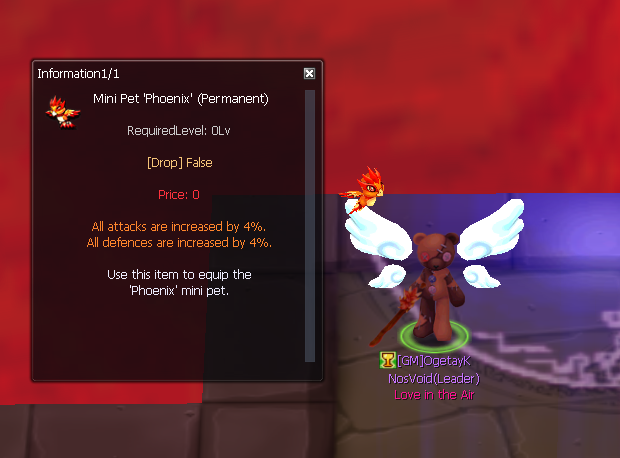 Information1/1
Mini Pet 'Phoenix' (Permanent)
RequiredLevel: 0Lv
[Drop] False
Price: 0
All attacks are increased by 4%.
All defences are increased by 4%.
Use this item to equip the
'Phoenix' mini pet.
[GM]OgetayK
NosVoid(Leader)
Love in the Air